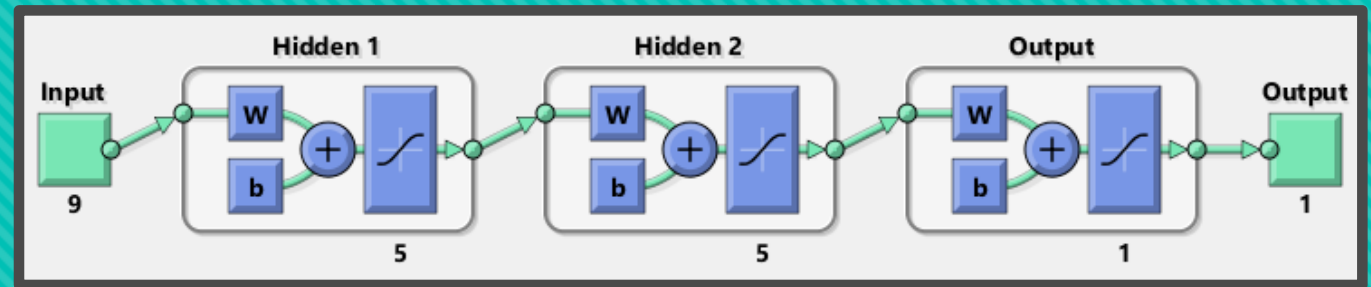 Hidden 1 Hidden 2 Output
Input Output
W W W
+ + +
b b b
9 1
5 5 1